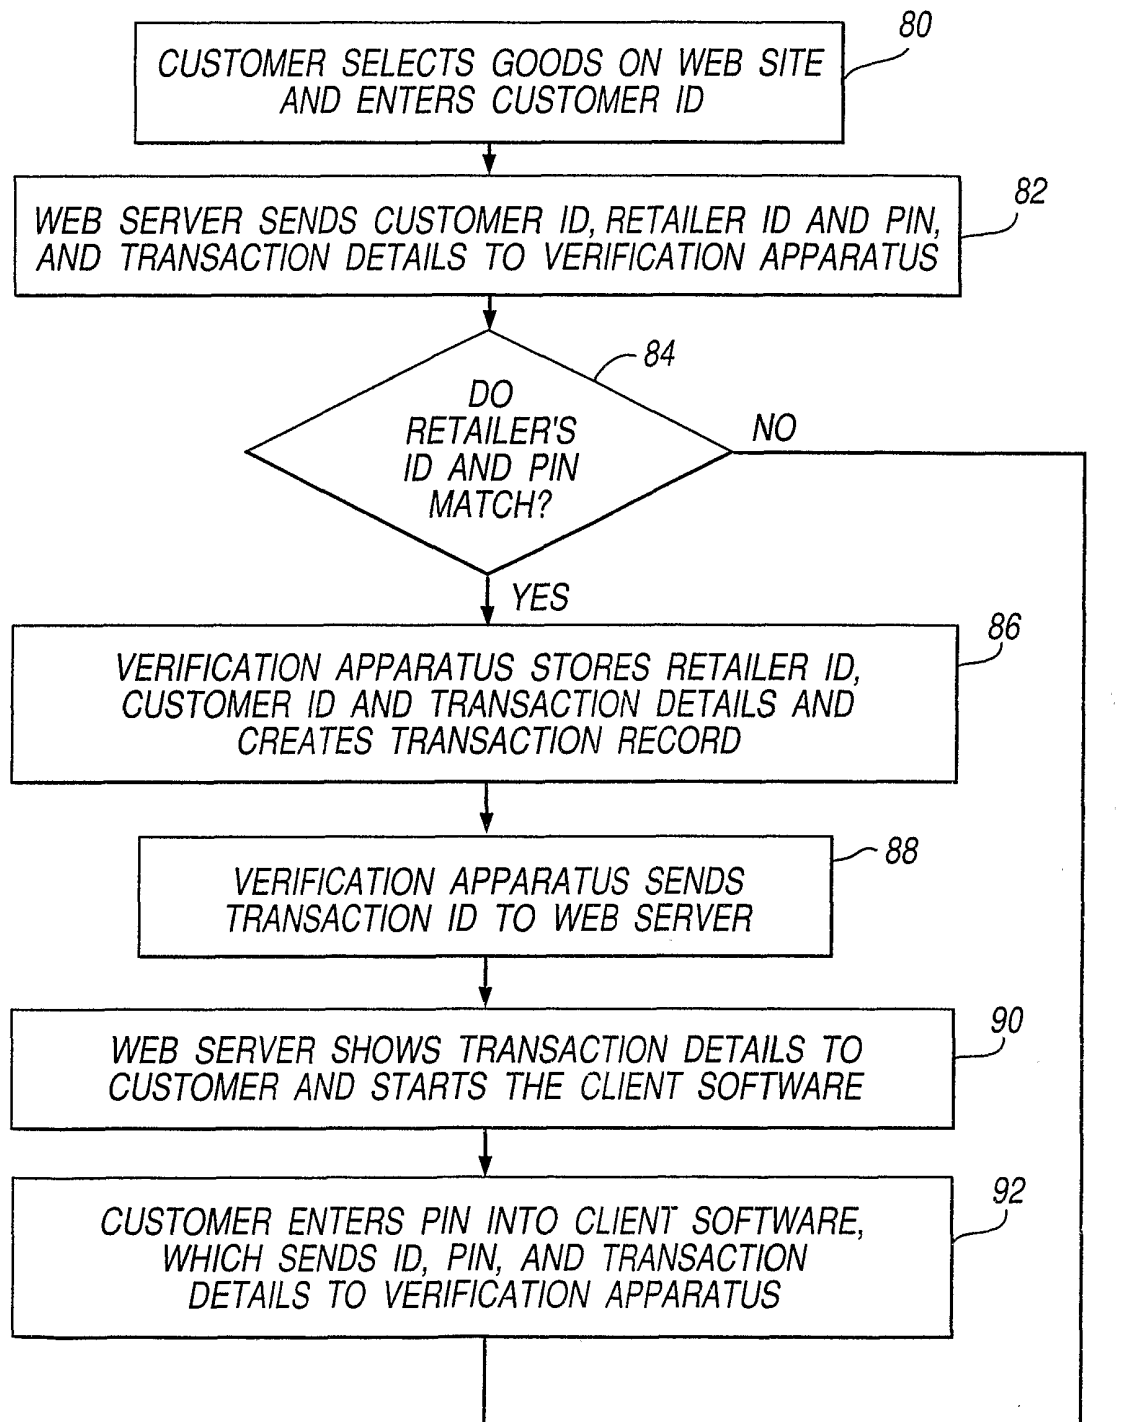 80
CUSTOMER SELECTS GOODS ON WEB SITE
AND ENTERS CUSTOMER ID
82
WEB SERVER SENDS CUSTOMER ID, RETAILER ID AND PIN,
AND TRANSACTION DETAILS TO VERIFICATION APPARATUS
84
DO
RETAILER'S
ID AND PIN
MATCH?
NO
YES
86
VERIFICATION APPARATUS STORES RETAILER ID,
CUSTOMER ID AND TRANSACTION DETAILS AND
CREATES TRANSACTION RECORD
88
VERIFICATION APPARATUS SENDS
TRANSACTION ID TO WEB SERVER
90
WEB SERVER SHOWS TRANSACTION DETAILS TO
CUSTOMER AND STARTS THE CLIENT SOFTWARE
92
CUSTOMER ENTERS PIN INTO CLIENT SOFTWARE,
WHICH SENDS ID, PIN, AND TRANSACTION
DETAILS TO VERIFICATION APPARATUS